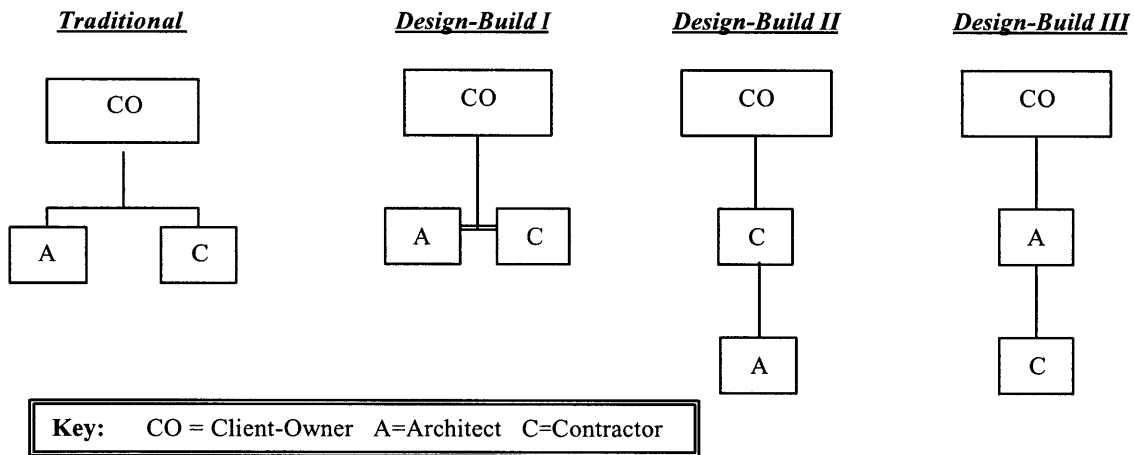 Traditional Design-Build I Design-Build II Design-Build III
CO CO CO CO
A C A C C A
A C
Key: CO = Client-Owner A=Architect C=Contractor